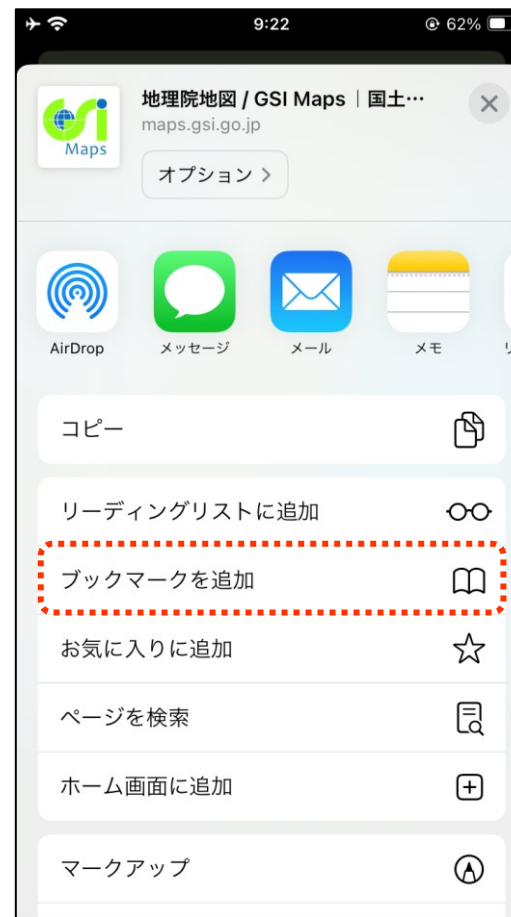 9:22
62%
地理院地図 / GSI Maps｜国土…
maps.gsi.go.jp
Maps
オプション
AirDrop
メッセージ
メール
メモ
コピー
リーディングリストに追加
ブックマークを追加
お気に入りに追加
ページを検索
ホーム画面に追加
マークアップ